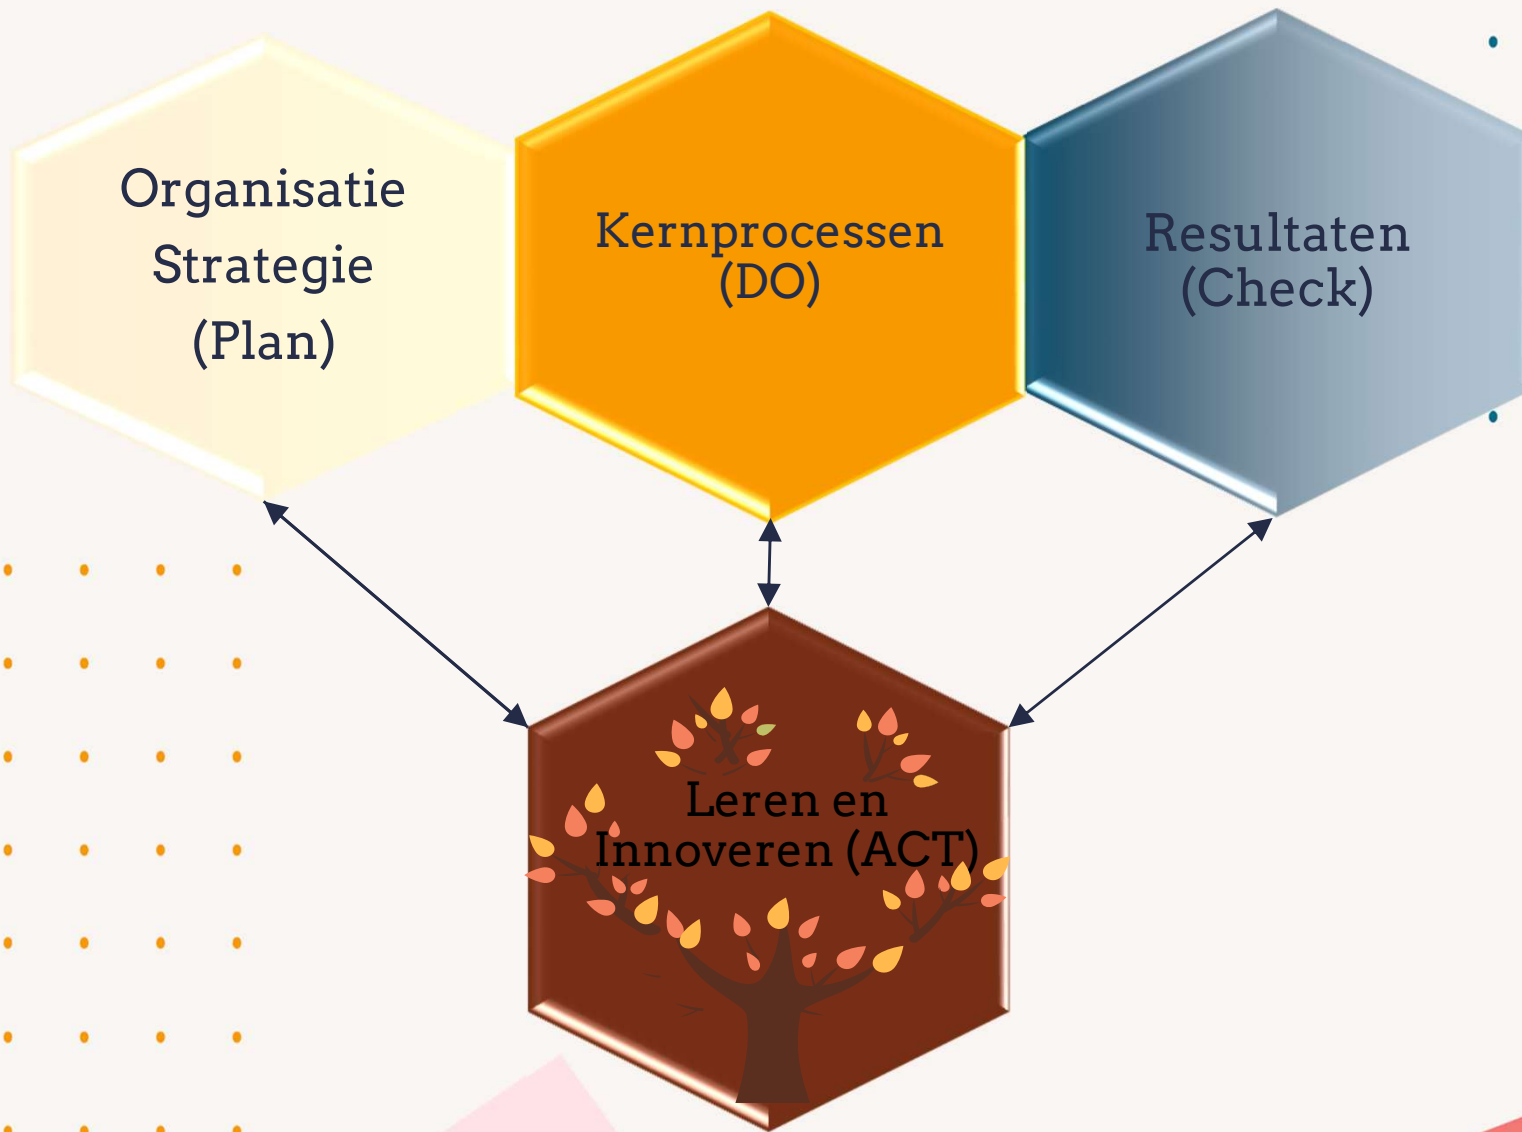 Organisatie
Strategie
(Plan)
Kernprocessen
(DO)
Resultaten
(Check)
Leren en
Innoveren (ACT)